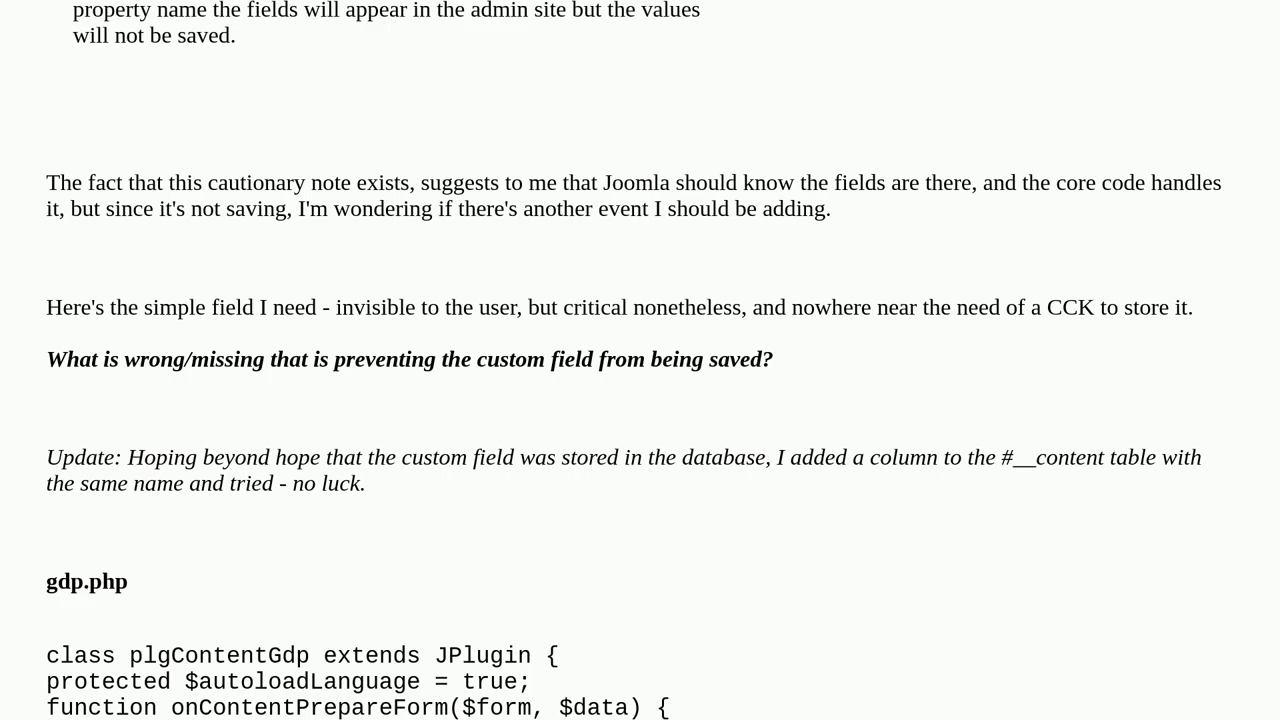 property name the fields will appear in the admin site but the values
will not be saved.
The fact that this cautionary note exists, suggests to me that Joomla should know the fields are there, and the core code handles
it, but since it's not saving, I'm wondering if there's another event I should be adding.
Here's the simple field I need - invisible to the user, but critical nonetheless, and nowhere near the need of a CCK to store it.
What is wrong/missing that is preventing the custom field from being saved?
Update: Hoping beyond hope that the custom field was stored in the database, I added a column to the #__content table with
the same name and tried - no luck.
gdp.php
class plgContentGdp extends JPlugin {
protected $autoloadLanguage = true;
function onContentPrepareForm($form, $data) {